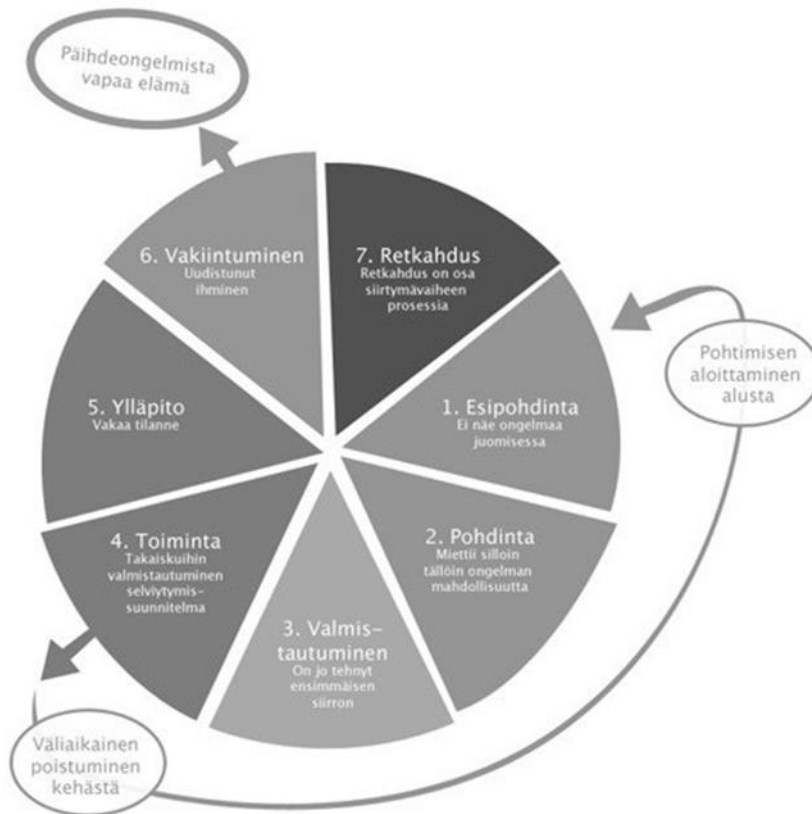 Päihdeongelmista
vapaa elämä
6. Vakiintuminen
Uudistunut
ihminen
7. Retkahdus
Retkahdus on osa
siirtymävaiheen
prosessia
Pohtimisen
aloittaminen
alusta
5. Ylläpito
Vakaa tilanne
1. Esipohdinta
Ei näe ongelmaa
juomisessa
4. Toiminta
Takaiskuihin
valmistautuminen
selviytymis-
suunnitelma
2. Pohdinta
Miettii silloin
tällöin ongelman
mahdollisuutta
3. Valmis-
tautuminen
On jo tehnyt
ensimmäisen
siirron
Väliaikainen
poistuminen
kehästä